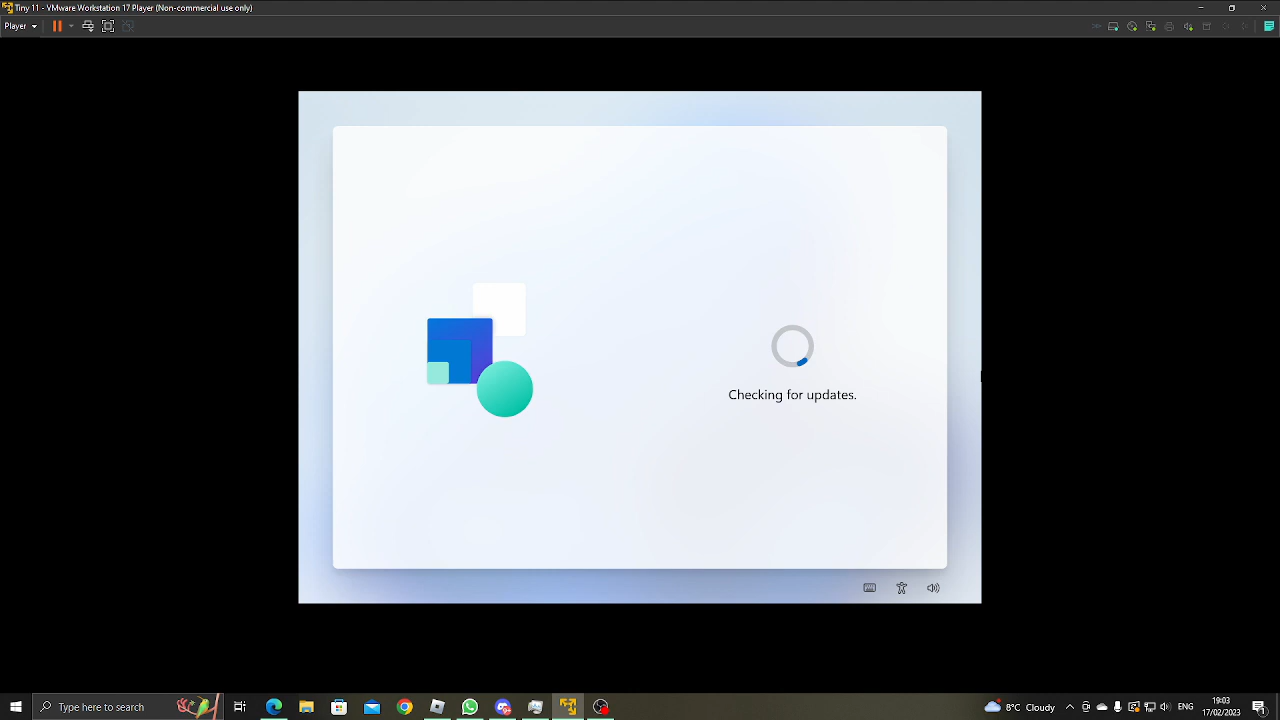 Tiny 11 - VMware Workstation 17 Player (Non-commercial use only)
Player
Checking for updates.
Type here to search
8°C Cloudy
ENG
19:03
17/02/2023